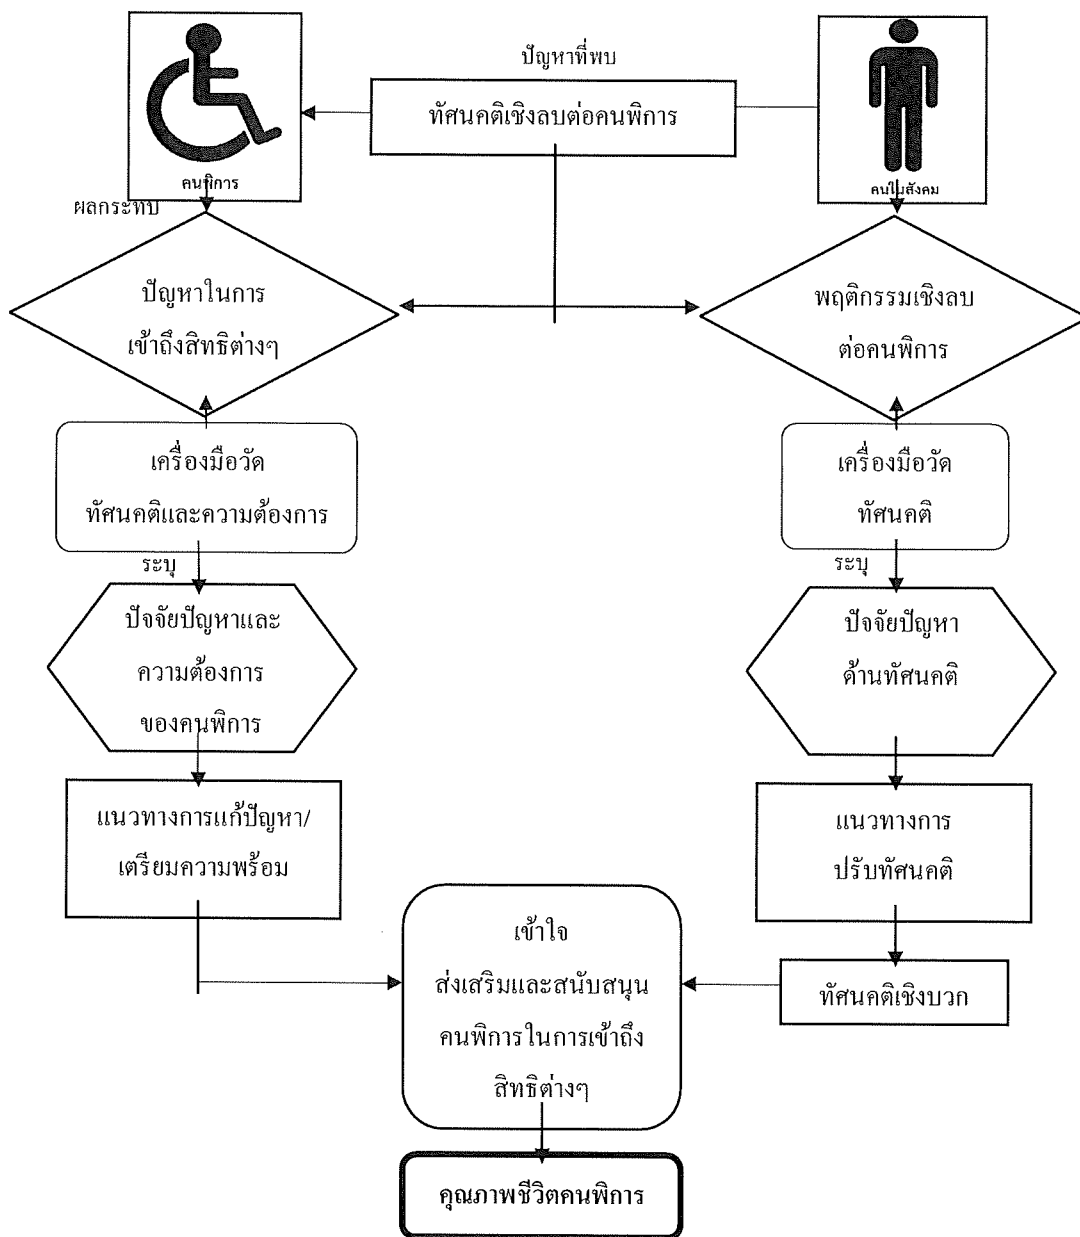 ปัญหาที่พบ
ทัศนคติเชิงลบต่อคนพิการ
คนพิการ
คนในสังคม
ผลกระทบ
ปัญหาในการ
เข้าถึงสิทธิต่างๆ
พฤติกรรมเชิงลบ
ต่อคนพิการ
เครื่องมือวัด
ทัศนคติและความต้องการ
เครื่องมือวัด
ทัศนคติ
ระบุ
ระบุ
ปัจจัยปัญหาและ
ความต้องการ
ของคนพิการ
ปัจจัยปัญหา
ด้านทัศนคติ
แนวทางการแก้ปัญหา/
เตรียมความพร้อม
แนวทางการ
ปรับทัศนคติ
เข้าใจ
ส่งเสริมและสนับสนุน
คนพิการในการเข้าถึง
สิทธิต่างๆ
ทัศนคติเชิงบวก
คุณภาพชีวิตคนพิการ